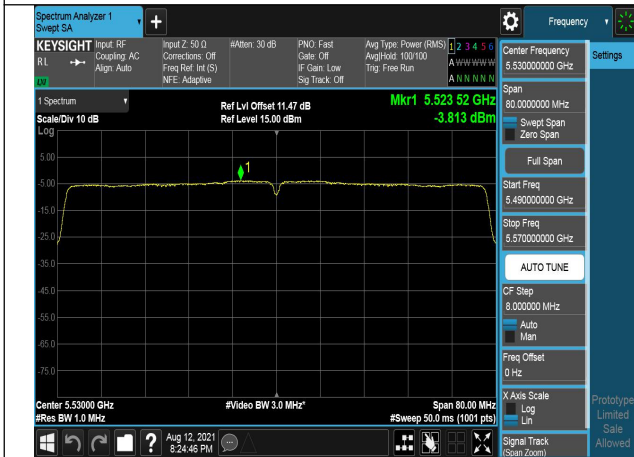 Spectrum Analyzer 1
Swept SA
+
Frequency
KEYSIGHT
RL
Input: RF
Coupling: AC
Align: Auto
Input Z: 50 Ω
Corrections: Off
Freq Ref: Int (S)
NFE: Adaptive
#Atten: 30 dB
PNO: Fast
Gate: Off
IF Gain: Low
Sig Track: Off
Avg Type: Power (RMS)
Avg|Hold: 100/100
Trig: Free Run
1 2 3 4 5 6
A W W W W W
A N N N N N
1 Spectrum
Scale/Div 10 dB
Log
Ref Lvl Offset 11.47 dB
Ref Level 15.00 dBm
Mkr1 5.523 52 GHz
-3.813 dBm
1
5.00
-5.00
-15.0
-25.0
-35.0
-45.0
-55.0
-65.0
-75.0
Center 5.53000 GHz
#Res BW 1.0 MHz
#Video BW 3.0 MHz*
Span 80.00 MHz
#Sweep 50.0 ms (1001 pts)
Aug 12, 2021
8:24:46 PM
?
Center Frequency
5.530000000 GHz
Span
80.0000000 MHz
Swept Span
Zero Span
Full Span
Start Freq
5.490000000 GHz
Stop Freq
5.570000000 GHz
AUTO TUNE
CF Step
8.000000 MHz
Auto
Man
Freq Offset
0 Hz
X Axis Scale
Log
Lin
Signal Track
(Span Zoom)
Settings
Prototype
Limited
Sale
Allowed